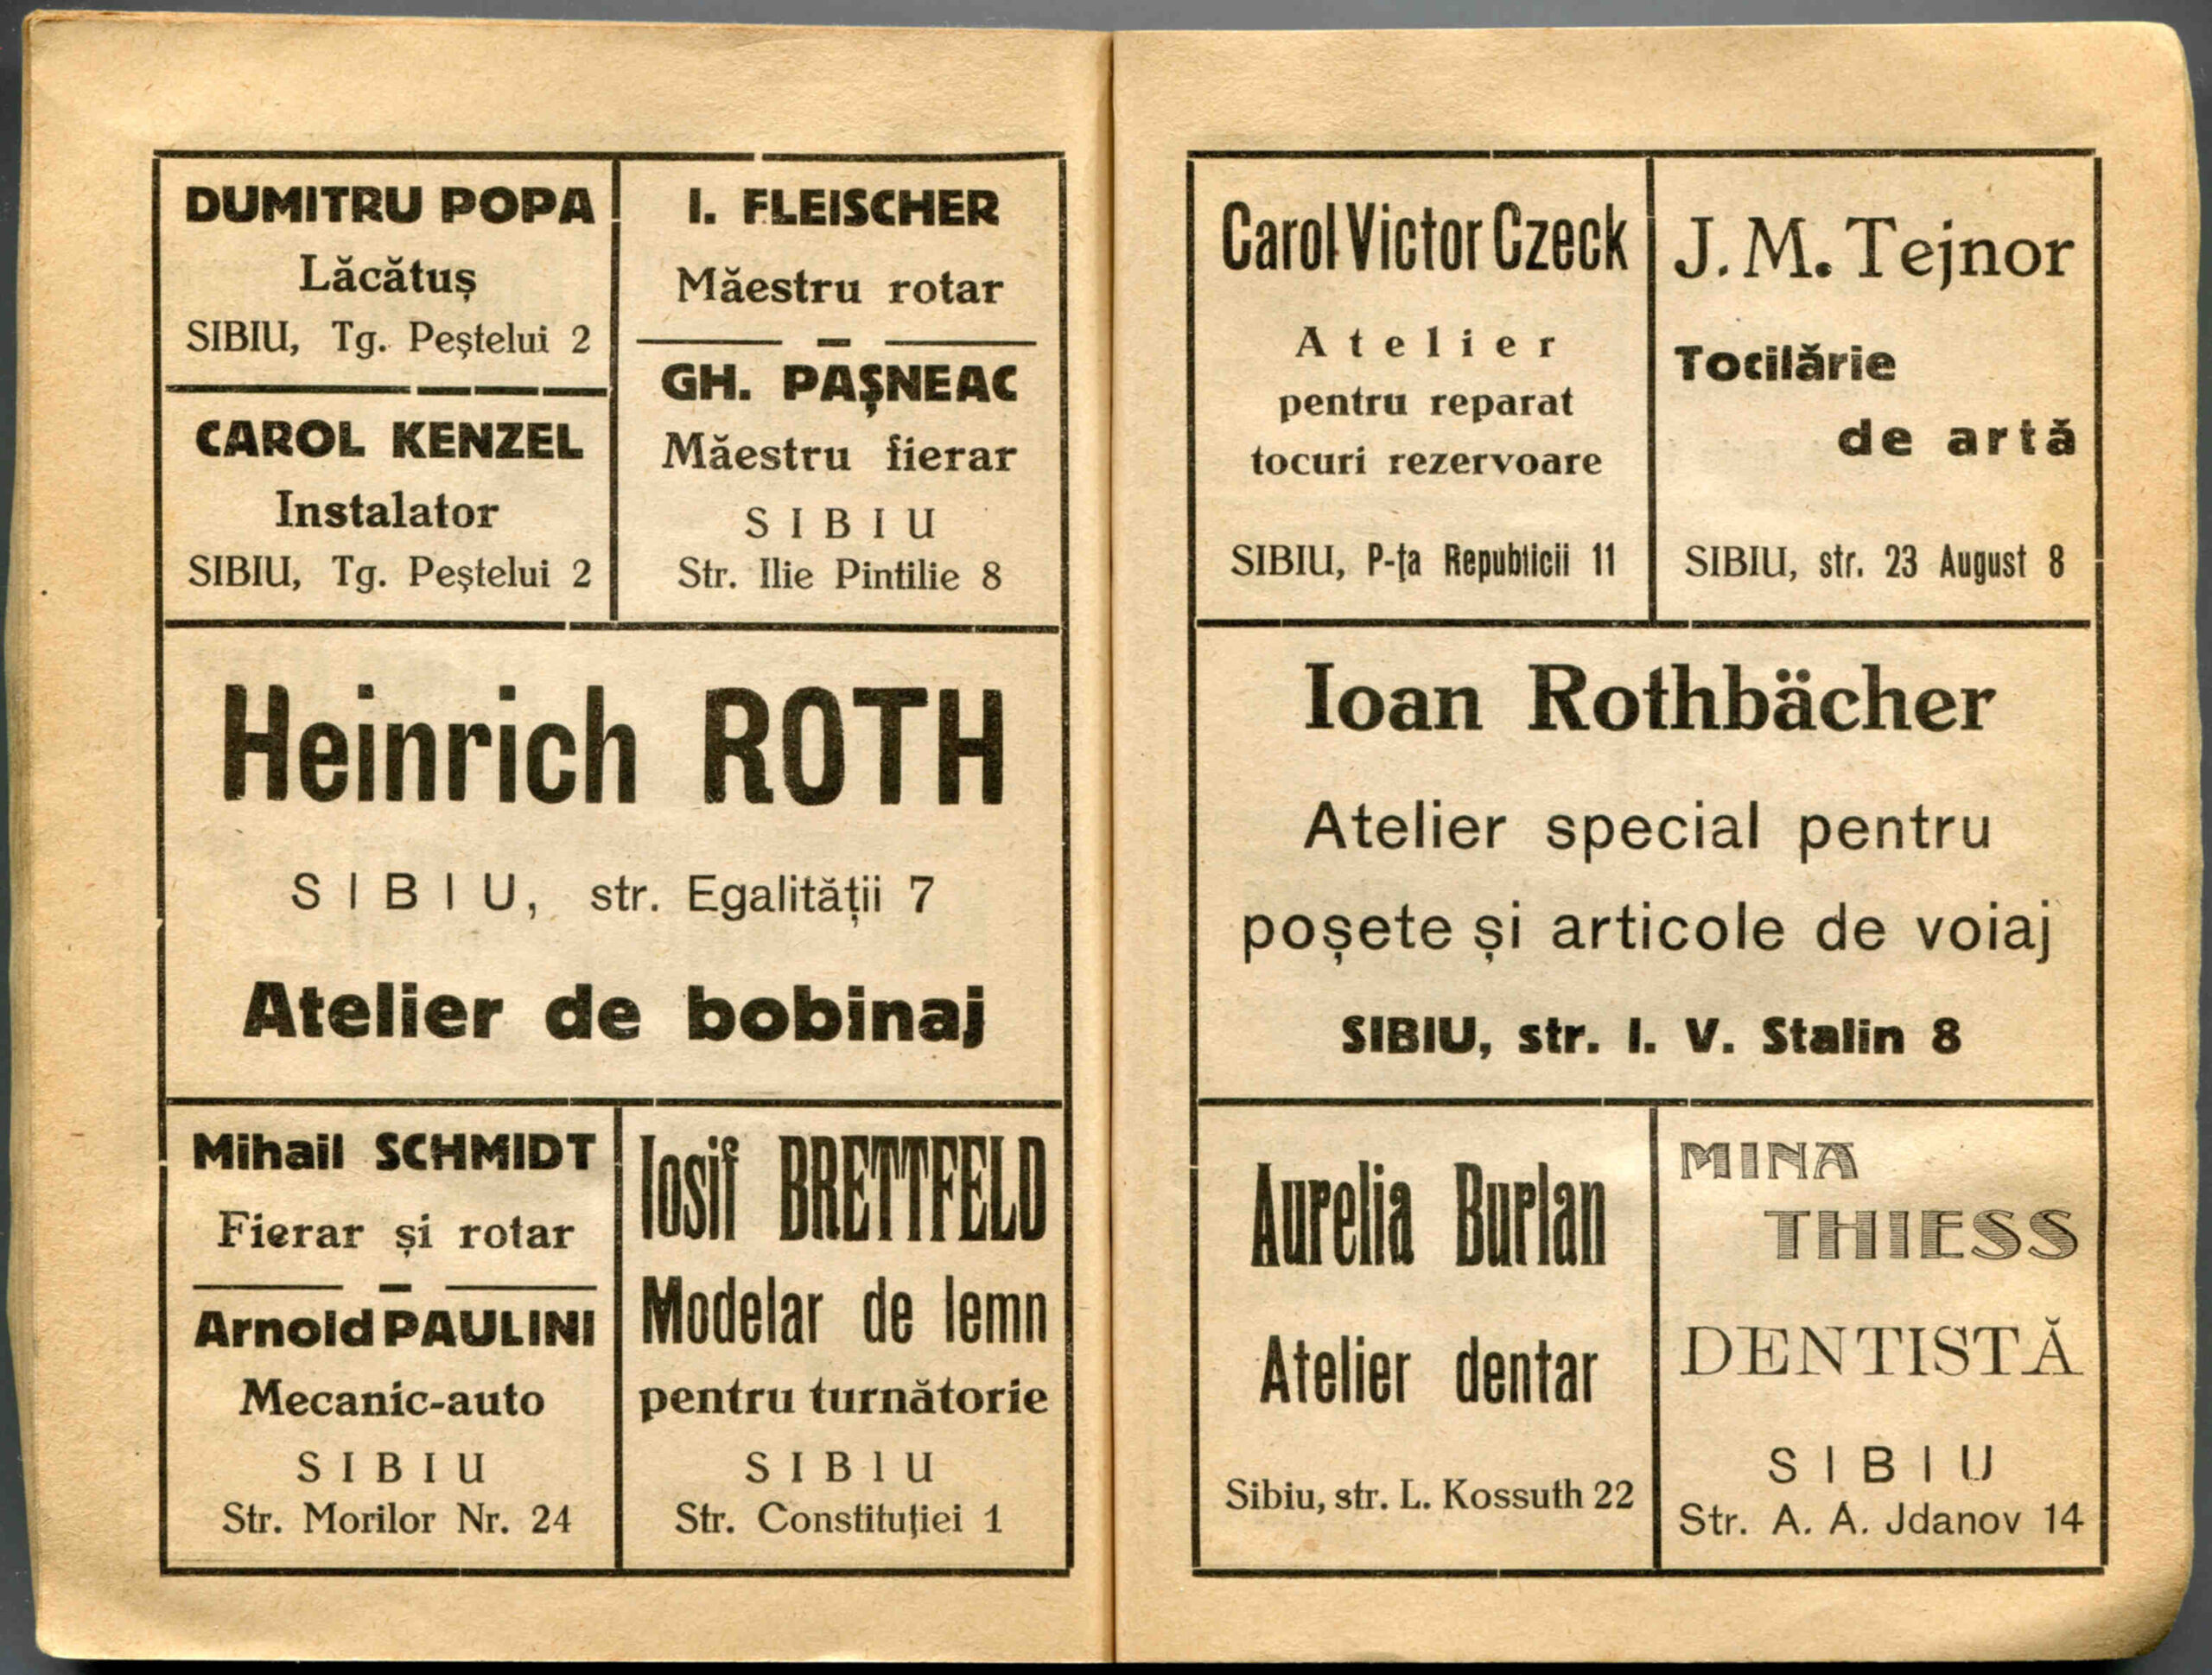 DUMITRU POPA
Lăcătuș
SIBIU, Tg. Peștelui 2
CAROL KENZEL
Instalator
SIBIU, Tg. Peștelui 2
I. FLEISCHER
Măestru rotar
GH. PAȘNEAC
Măestru fierar
SIBIU
Str. Ilie Pintilie 8
Heinrich ROTH
SIBIU, str. Egalității 7
Atelier de bobinaj
Mihail SCHMIDT
Fierar și rotar
Arnold PAULINI
Mecanic-auto
SIBIU
Str. Morilor Nr. 24
Iosif BRETTFELD
Modelar de lemn
pentru turnătorie
SIBIU
Str. Constituției 1
Carol Victor Czeck
Atelier
pentru reparat
tocuri rezervoare
SIBIU, P-ța Republicii 11
J. M. Tejnor
Tocilărie
de artă
SIBIU, str. 23 August 8
Ioan Rothbächer
Atelier special pentru
poșete și articole de voiaj
SIBIU, str. I. V. Stalin 8
Aurelia Burlan
Atelier dentar
Sibiu, str. L. Kossuth 22
MINA
THIESS
DENTISTĂ
SIBIU
Str. A. A. Jdanov 14